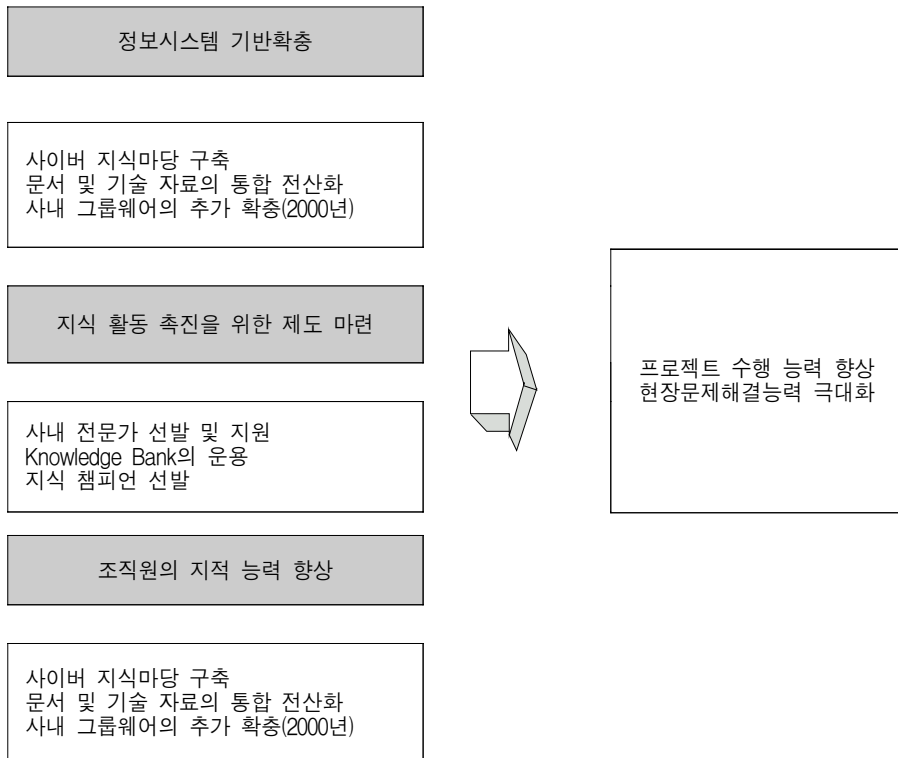 정보시스템 기반확충
사이버 지식마당 구축
문서 및 기술 자료의 통합 전산화
사내 그룹웨어의 추가 확충(2000년)
지식 활동 촉진을 위한 제도 마련
사내 전문가 선발 및 지원
Knowledge Bank의 운용
지식 챔피언 선발
조직원의 지적 능력 향상
사이버 지식마당 구축
문서 및 기술 자료의 통합 전산화
사내 그룹웨어의 추가 확충(2000년)
프로젝트 수행 능력 향상
현장문제해결능력 극대화